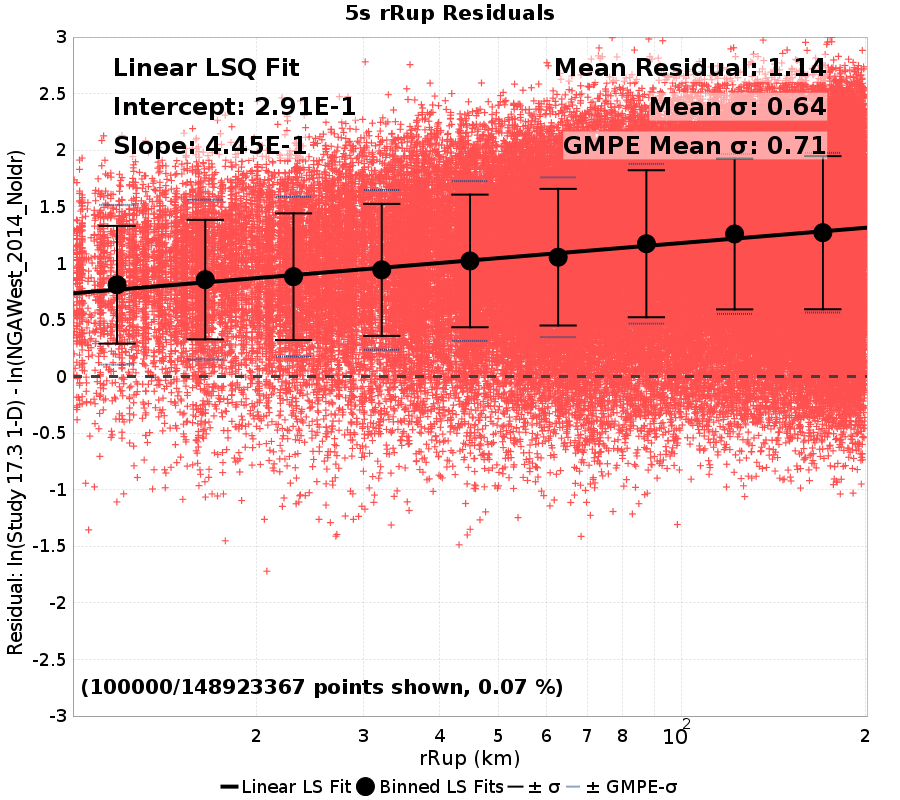 5s rRup Residuals
Linear LSQ Fit
Intercept: 2.91E-1
Slope: 4.45E-1
Mean Residual: 1.14
Mean σ: 0.64
GMPE Mean σ: 0.71
Residual: ln(Study 17.3 1-D) - ln(NGAWest_2014_NoIdr)
3
2.5
2
1.5
1
0.5
0
-0.5
-1
-1.5
-2
-2.5
-3
(100000/148923367 points shown, 0.07 %)
2 3 4 5 6 7 8 10² 2
rRup (km)
Linear LS Fit Binned LS Fits ± σ ± GMPE-σ